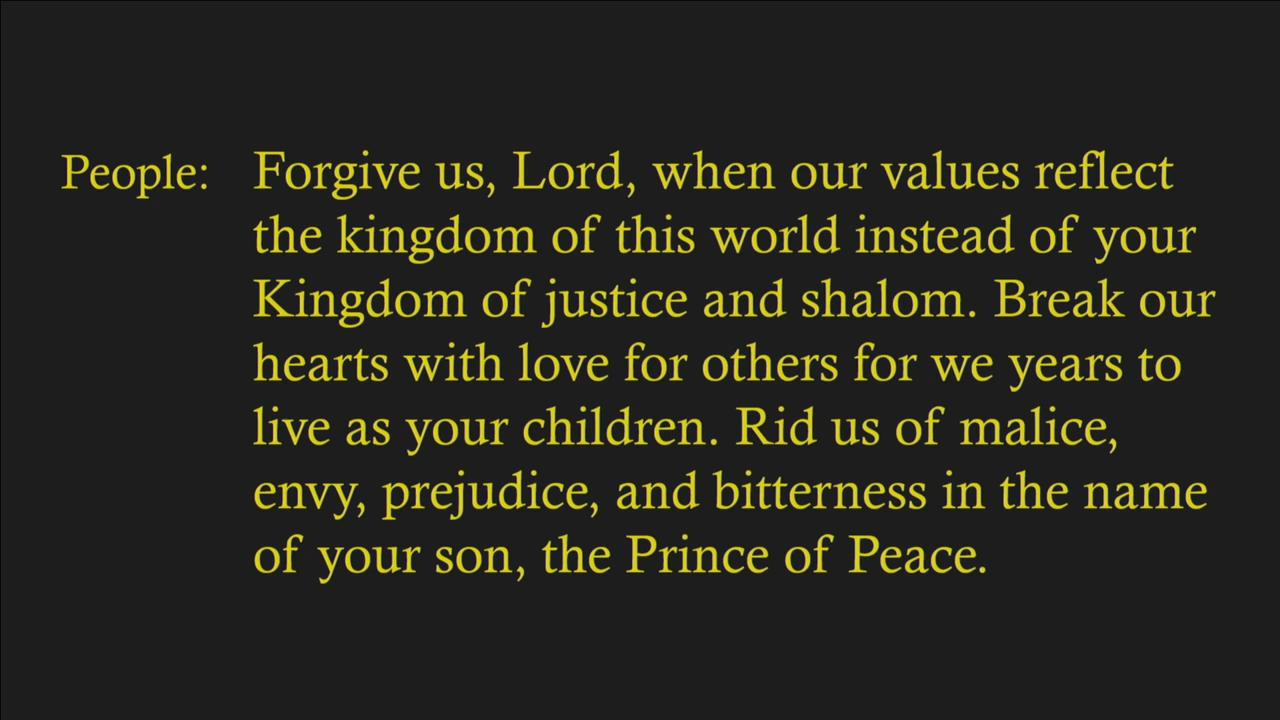 People: Forgive us, Lord, when our values reflect
the kingdom of this world instead of your
Kingdom of justice and shalom. Break our
hearts with love for others for we years to
live as your children. Rid us of malice,
envy, prejudice, and bitterness in the name
of your son, the Prince of Peace.